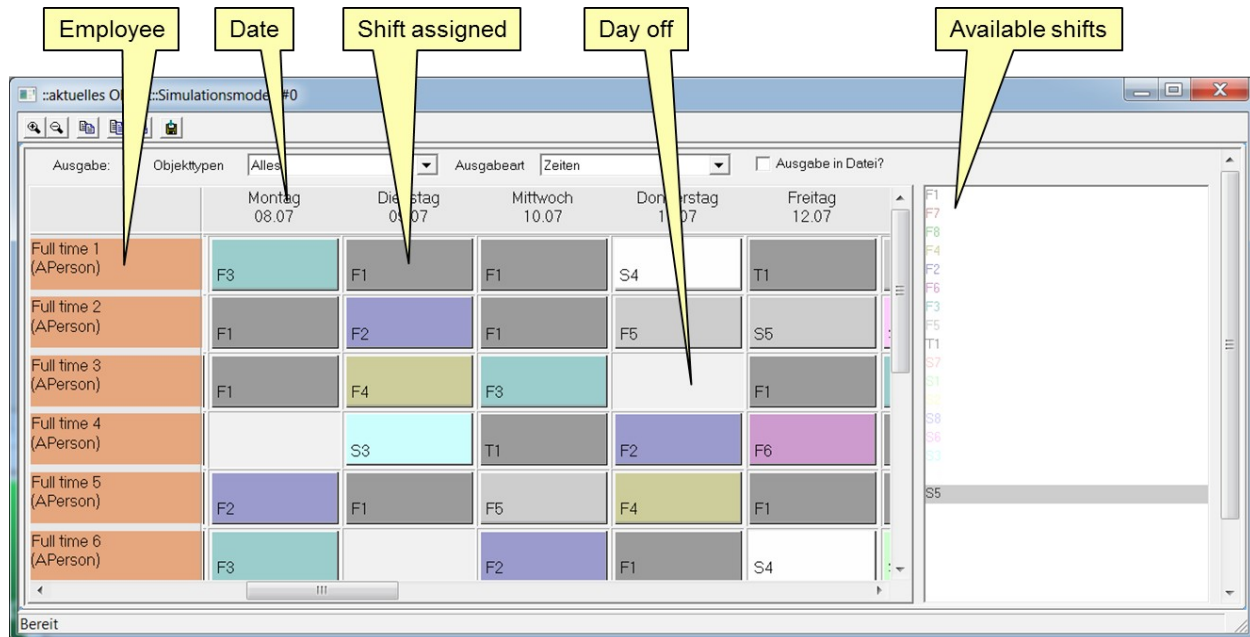 Employee
Date
Shift assigned
Day off
Available shifts
::aktuelles :Simulationsmode #0
Ausgabe: Objekttypen Alles Ausgabeart Zeiten Ausgabe in Datei?
Montag Mittwoch Freitag
08.07 10.07 12.07
Full time 1
(APerson)
F3 F1 F1 S4 T1
Full time 2
(APerson)
F1 F2 F1 F5 S5
Full time 3
(APerson)
F1 F4 F3 F1
Full time 4
(APerson)
S3 T1 F2 F6
Full time 5
(APerson)
F2 F1 F5 F4 F1
Full time 6
(APerson)
F3 F2 F1 S4
F1
F7
F8
F4
F2
F6
F3
F5
T1
S7
S1
S8
S6
S3
S5
Bereit